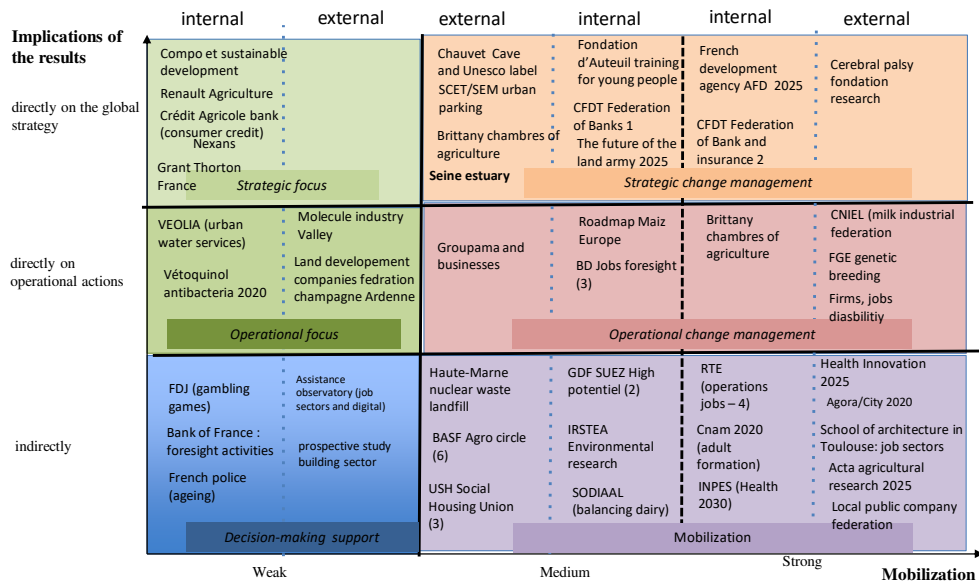 internal
external
external
internal
internal
external
Implications of
the results
directly on the global
strategy
Compo et sustainable
development
Renault Agriculture
Crédit Agricole bank
(consumer credit)
Nexans
Grant Thorton
France
Strategic focus
Chauvet Cave
and Unesco label
SCET/SEM urban
parking
Brittany chambres of
agriculture
Seine estuary
Fondation
d'Auteuil training
for young people
CFDT Federation
of Banks 1
The future of the
land army 2025
French
development
agency AFD 2025
CFDT Federation
of Bank and
insurance 2
Cerebral palsy
fondation
research
Strategic change management
directly on
operational actions
VEOLIA (urban
water services)
Vétoquinol
antibacteria 2020
Molecule industry
Valley
Land developement
companies fedration
champagne Ardenne
Operational focus
Groupama and
businesses
Roadmap Maiz
Europe
BD Jobs foresight
(3)
Brittany
chambres of
agriculture
CNIEL (milk industrial
federation)
FGE genetic
breeding
Firms, jobs
diasbilitiy
Operational change management
indirectly
FDJ (gambling
games)
Bank of France :
foresight activities
French police
(ageing)
Assistance
observatory (job
sectors and digital)
prospective study
building sector
Decision-making support
Haute-Marne
nuclear waste
landfill
BASF Agro circle
(6)
USH Social
Housing Union
(3)
GDF SUEZ High
potentiel (2)
IRSTEA
Environmental
research
SODIAAL
(balancing dairy)
RTE
(operations
jobs – 4)
Cnam 2020
(adult
formation)
INPES (Health
2030)
Health Innovation
2025
Agora/City 2020
School of architecture in
Toulouse: job sectors
Acta agricultural
research 2025
Local public company
federation
Mobilization
Weak
Medium
Strong
Mobilization